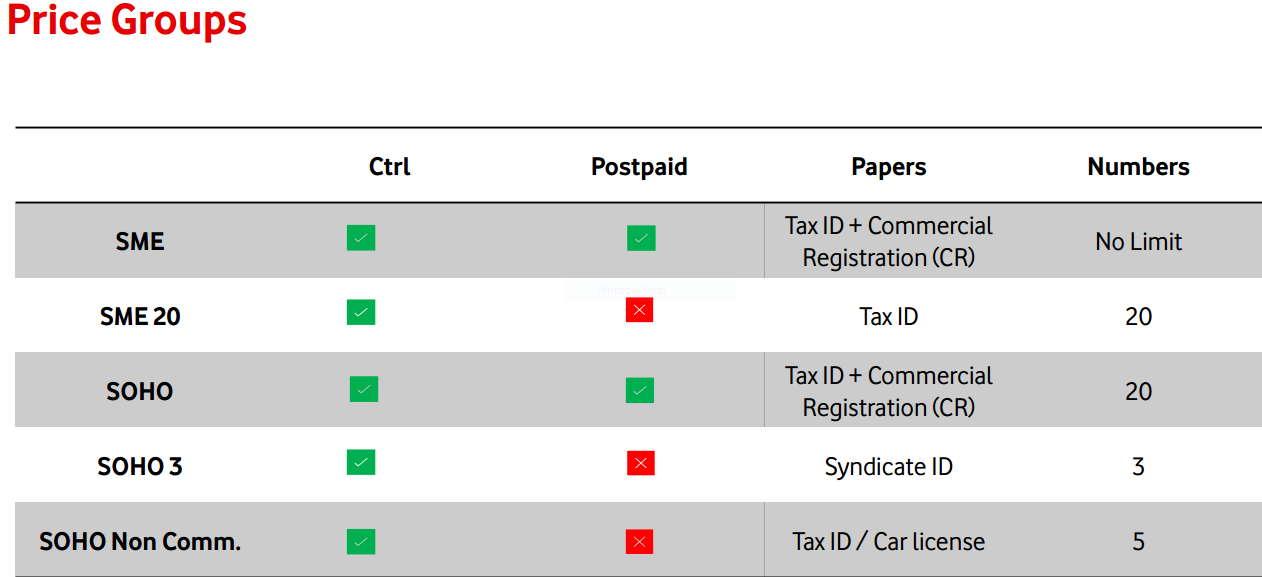 Price Groups
Ctrl Postpaid Papers Numbers
SME Tax ID + Commercial Registration (CR) No Limit
SME 20 Tax ID 20
SOHO Tax ID + Commercial Registration (CR) 20
SOHO 3 Syndicate ID 3
SOHO Non Comm. Tax ID / Car license 5